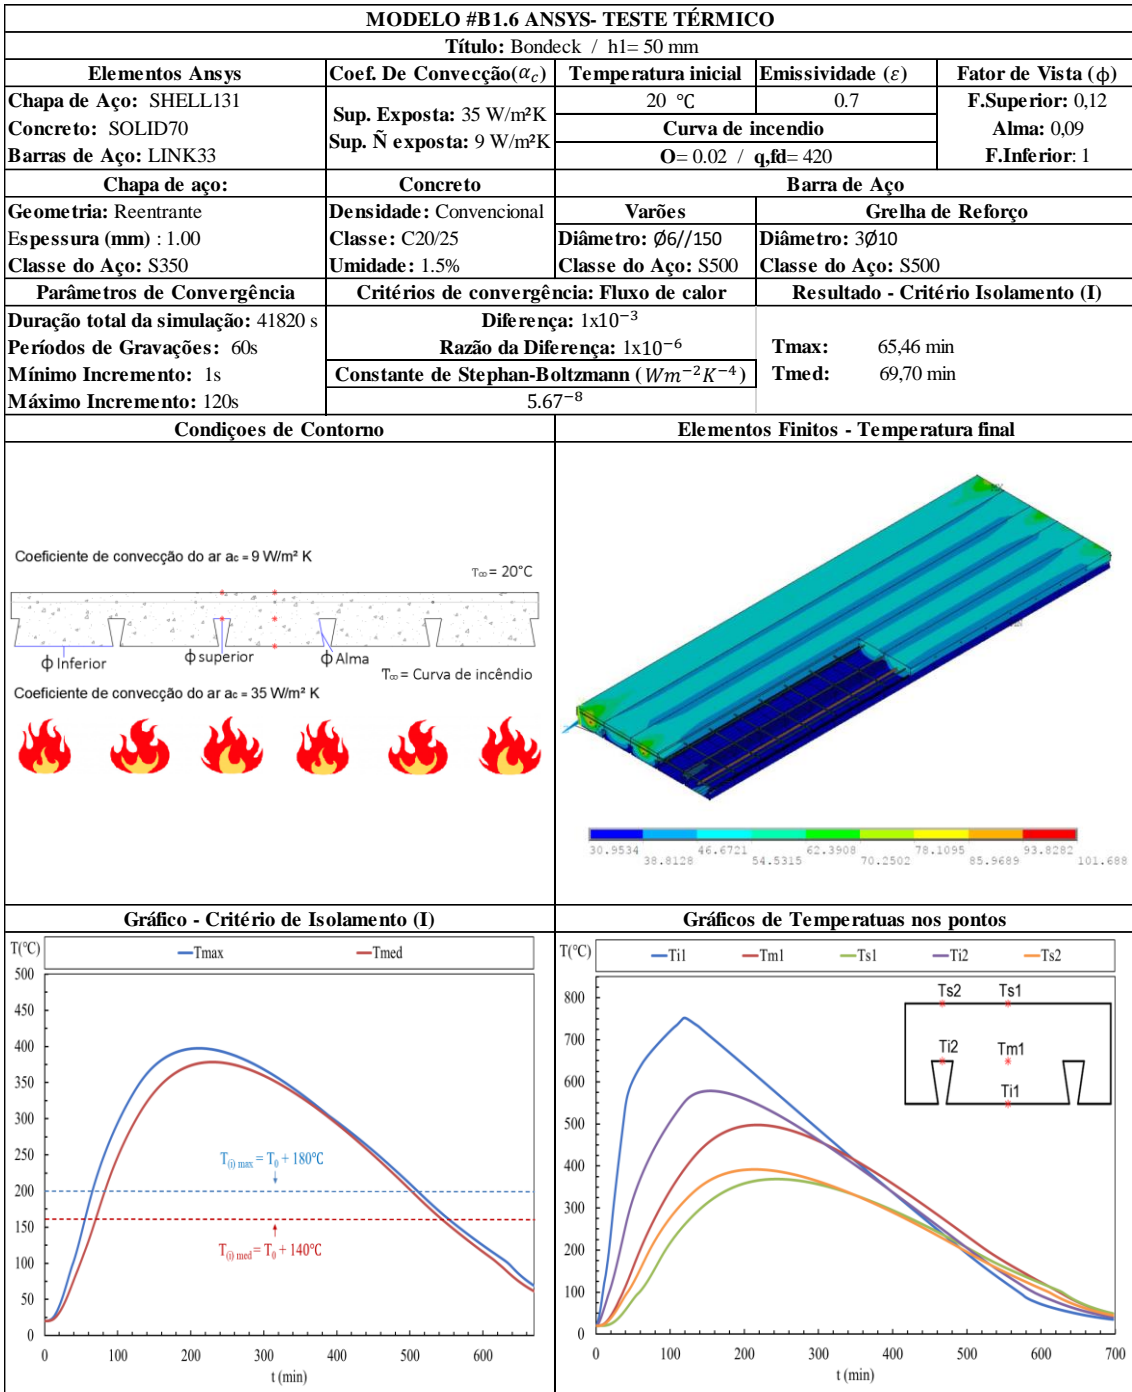 MODELO #B1.6 ANSYS- TESTE TÉRMICO
Título: Bondeck / h1= 50 mm
Elementos Ansys
Coef. De Convecção(α_c)
Temperatura inicial
Emissividade (ε)
Fator de Vista (ϕ)
Chapa de Aço: SHELL131
Concreto: SOLID70
Barras de Aço: LINK33
Sup. Exposta: 35 W/m²K
Sup. Ñ exposta: 9 W/m²K
20 °C
0.7
Curva de incendio
O= 0.02 / q,fd= 420
F.Superior: 0,12
Alma: 0,09
F.Inferior: 1
Chapa de aço:
Concreto
Barra de Aço
Geometria: Reentrante
Espessura (mm) : 1.00
Classe do Aço: S350
Densidade: Convencional
Classe: C20/25
Umidade: 1.5%
Varões
Diâmetro: Ø6//150
Classe do Aço: S500
Grelha de Reforço
Diâmetro: 3Ø10
Classe do Aço: S500
Parâmetros de Convergência
Critérios de convergência: Fluxo de calor
Resultado - Critério Isolamento (I)
Duração total da simulação: 41820 s
Períodos de Gravações: 60s
Mínimo Incremento: 1s
Máximo Incremento: 120s
Diferença: 1x10⁻³
Razão da Diferença: 1x10⁻⁶
Constante de Stephan-Boltzmann (Wm⁻²K⁻⁴)
5.67⁻⁸
Tmax: 65,46 min
Tmed: 69,70 min
Condiçoes de Contorno
Elementos Finitos - Temperatura final
Coeficiente de convecção do ar ac = 9 W/m² K
T∞= 20°C
ϕ Inferior
ϕ superior
ϕ Alma
T∞= Curva de incêndio
Coeficiente de convecção do ar ac = 35 W/m² K
MX
30.9534
38.8128
46.6721
54.5315
62.3908
70.2502
78.1095
85.9689
93.8282
101.688
Gráfico - Critério de Isolamento (I)
Gráficos de Temperatuas nos pontos
T(°C)
Tmax
Tmed
500
450
400
350
300
250
200
150
100
50
0
T(i) max = T0 + 180°C
T(i) med = T0 + 140°C
0 100 200 300 400 500 600
t (min)
T(°C)
Ti1
Tm1
Ts1
Ti2
Ts2
800
700
600
500
400
300
200
100
0
Ts2
Ts1
Ti2
Tm1
Ti1
0 100 200 300 400 500 600 700
t (min)